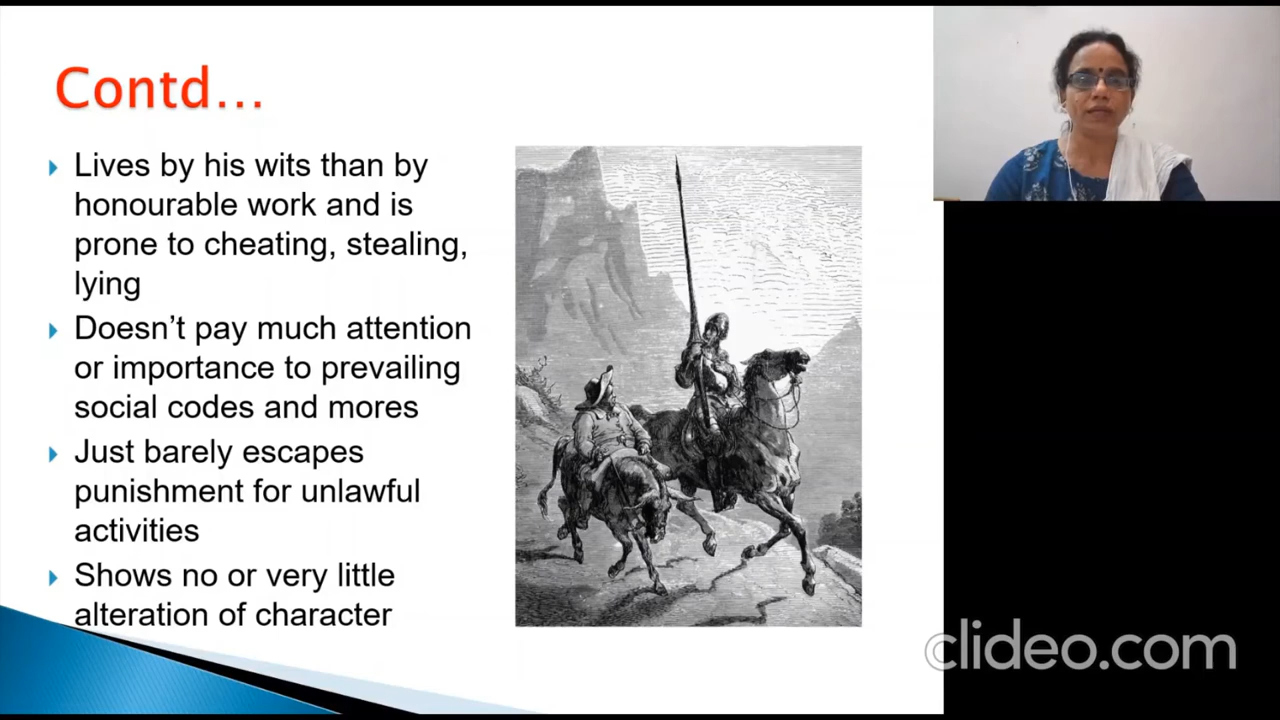 Contd...
Lives by his wits than by
honourable work and is
prone to cheating, stealing,
lying
Doesn’t pay much attention
or importance to prevailing
social codes and mores
Just barely escapes
punishment for unlawful
activities
Shows no or very little
alteration of character
clideo.com